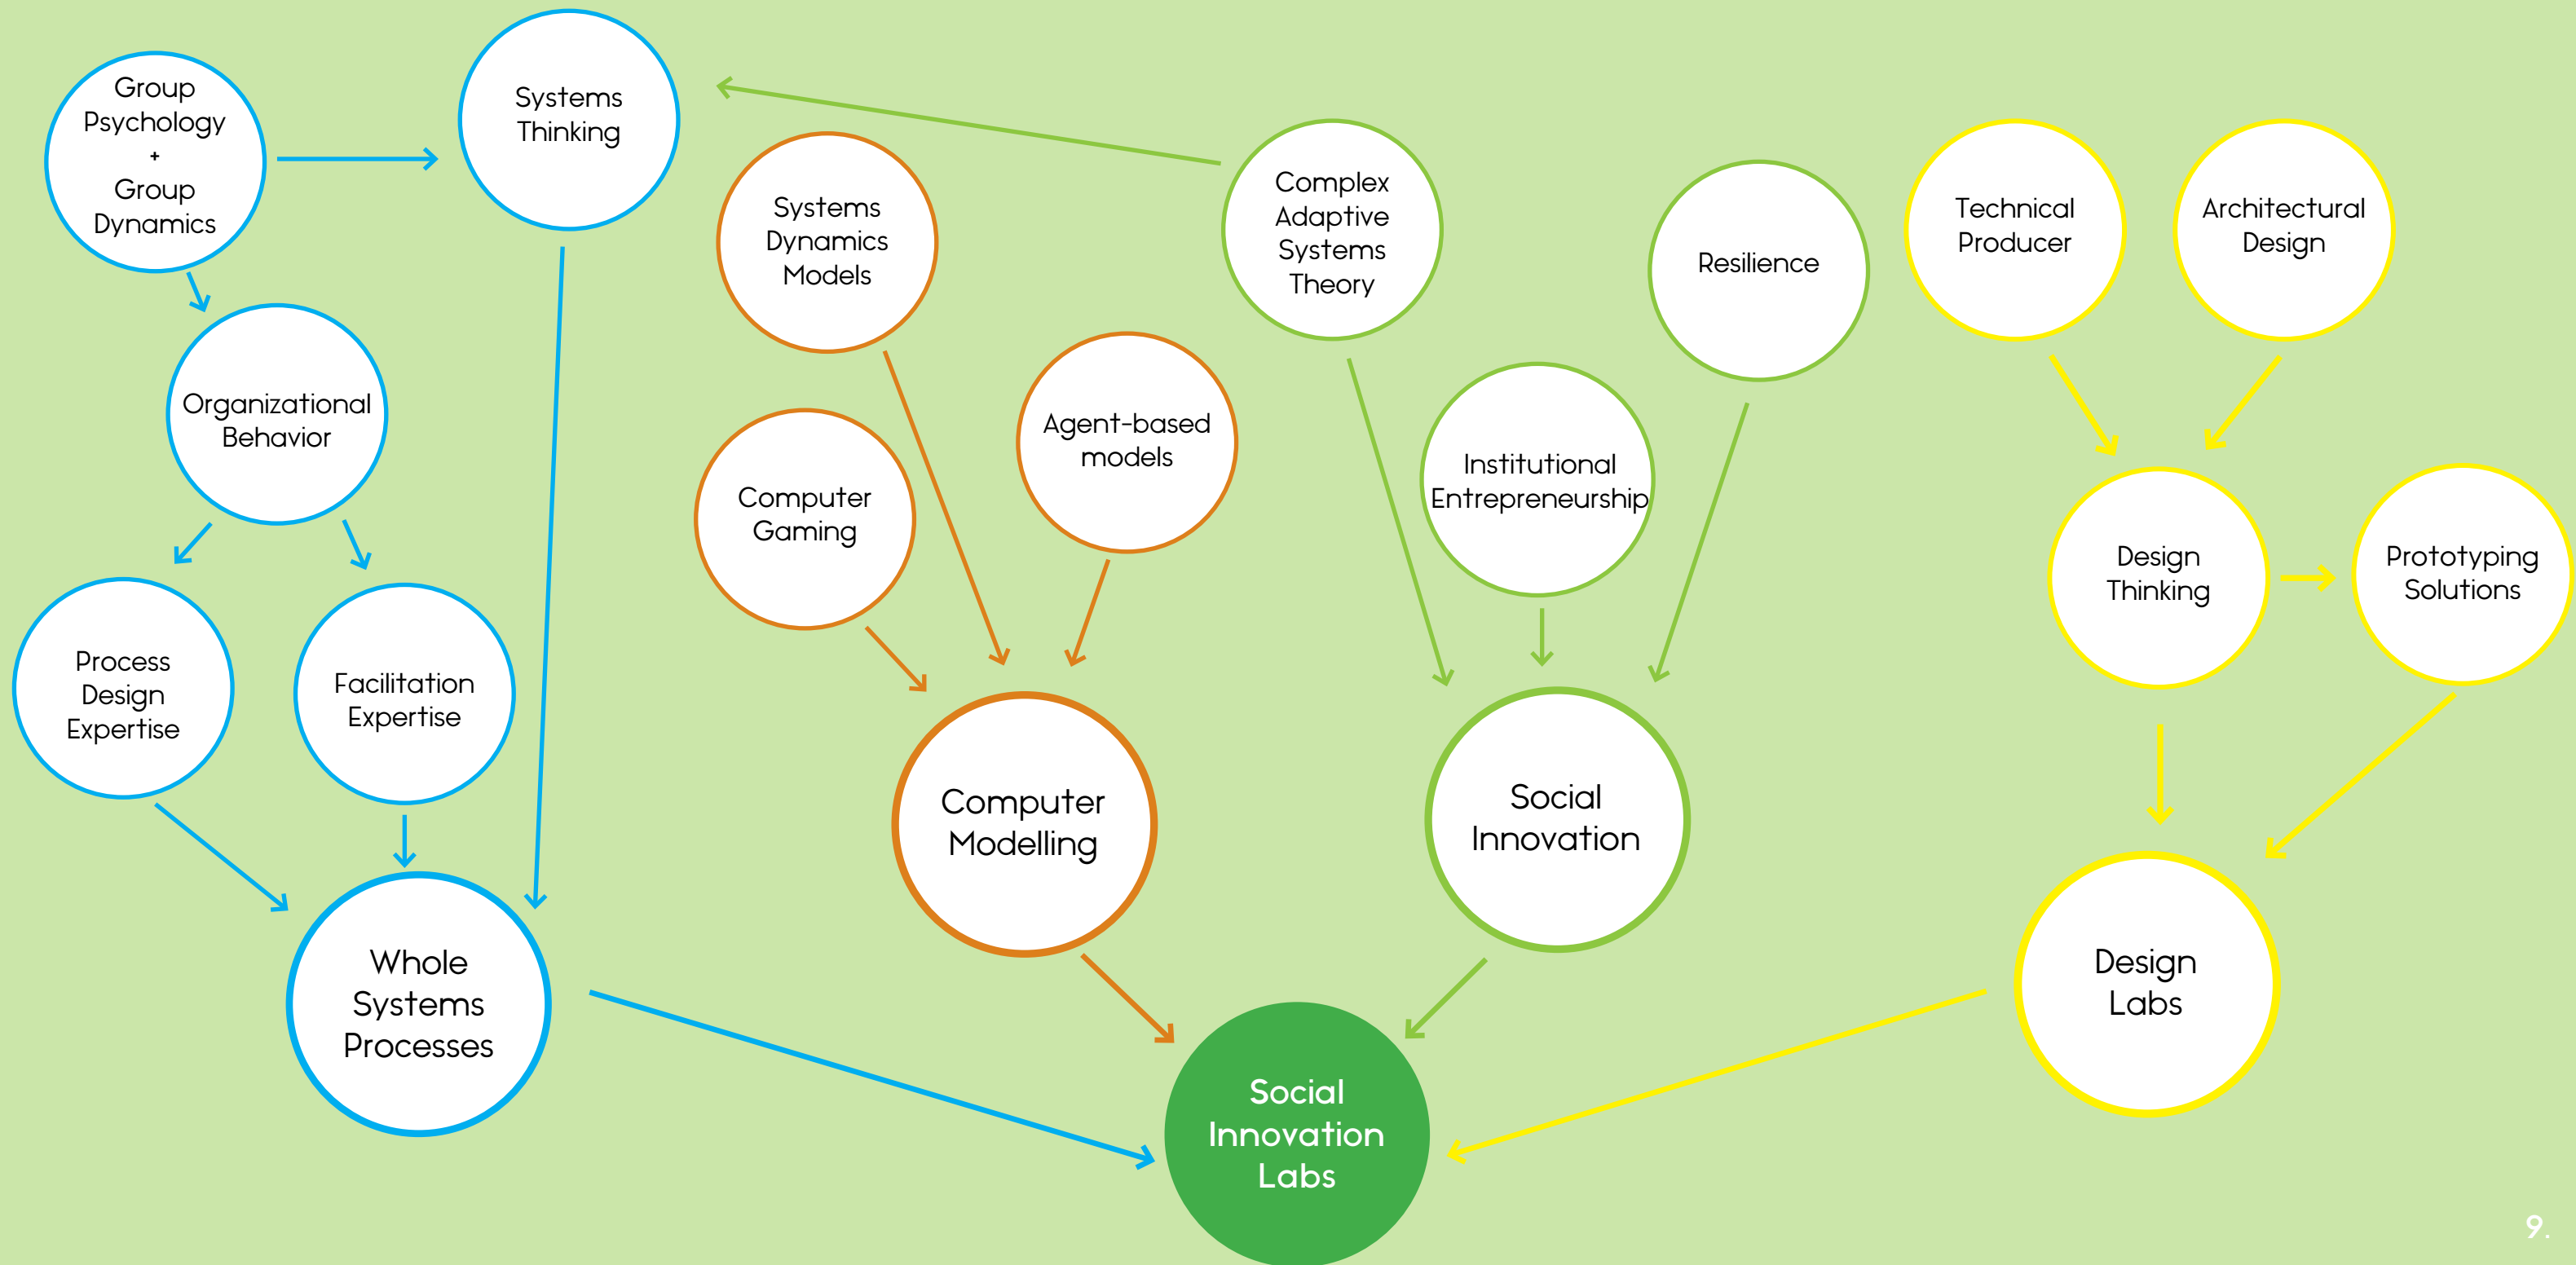 Group
Psychology
+
Group
Dynamics
Systems
Thinking
Systems
Dynamics
Models
Complex
Adaptive
Systems
Theory
Resilience
Technical
Producer
Architectural
Design
Organizational
Behavior
Computer
Gaming
Agent-based
models
Institutional
Entrepreneurship
Design
Thinking
Prototyping
Solutions
Process
Design
Expertise
Facilitation
Expertise
Computer
Modelling
Social
Innovation
Whole
Systems
Processes
Design
Labs
Social
Innovation
Labs
9.